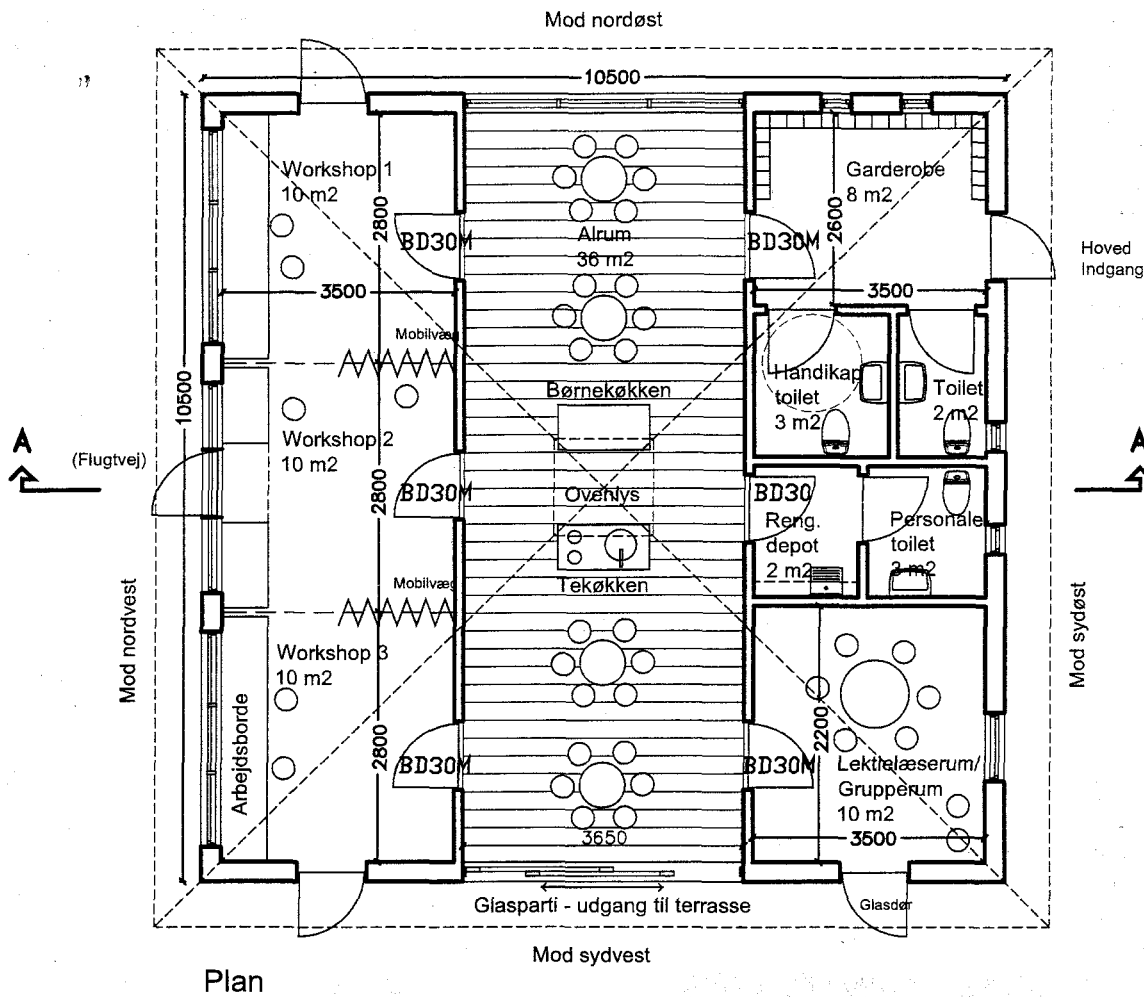 Mod nordøst
10500
Workshop 1
10 m2
2800
BD30M
Alrum
36 m2
BD30M
Garderobe
8 m2
2600
Hoved
Indgang
3500
3500
Mobilvæg
Børnekøkken
Handikap
toilet
3 m2
Toilet
2 m2
10500
A
(Flugtvej)
Workshop 2
10 m2
2800
BD30M
Ovenlys
BD30
Reng.
depot
2 m2
Personale
toilet
3 m2
A
Mobilvæg
Tekøkken
Mod nordvest
Mod sydøst
Workshop 3
10 m2
Arbejdsborde
2800
BD30M
2200
BD30M
Lektielæserum/
Grupperum
10 m2
3650
3500
Glasparti - udgang til terrasse
Glasdør
Mod sydvest
Plan